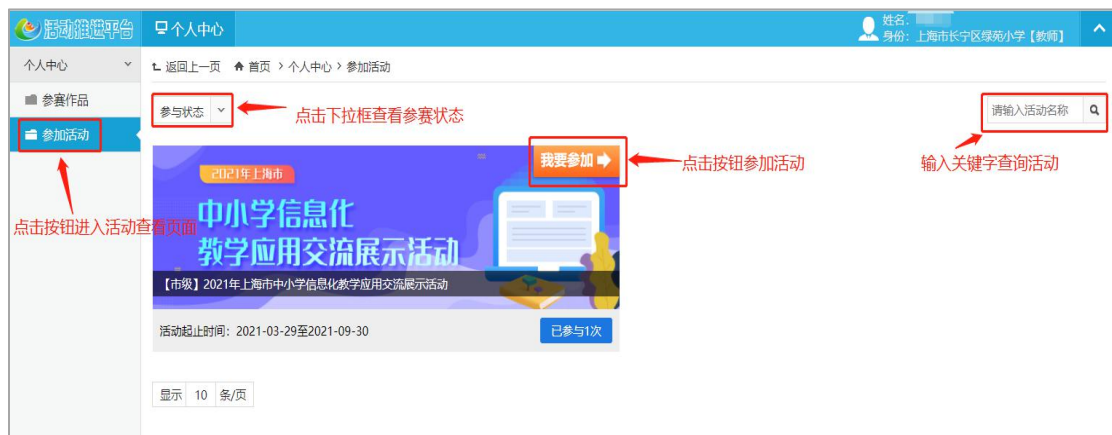 活动推进平台
个人中心
姓名:
身份: 上海市长宁区绿苑小学【教师】
个人中心
返回上一页 首页 > 个人中心 > 参加活动
参赛作品
参与状态
点击下拉框查看参赛状态
请输入活动名称
参加活动
我要参加
点击按钮参加活动
输入关键字查询活动
2021年上海市
中小学信息化
教学应用交流展示活动
点击按钮进入活动查看页面
【市级】2021年上海市中小学信息化教学应用交流展示活动
活动起止时间: 2021-03-29至2021-09-30
已参与1次
显示 10 条/页